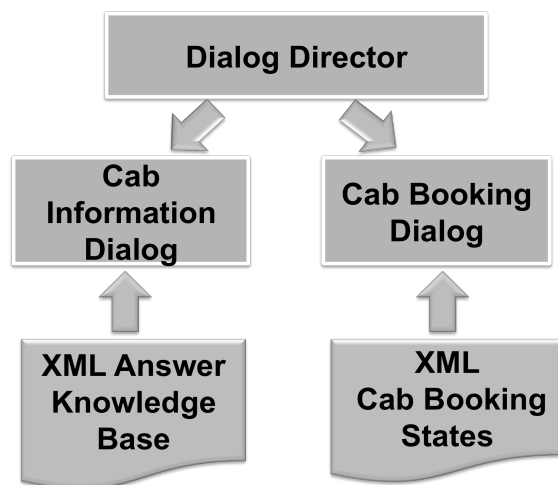 Dialog Director
Cab
Information
Dialog
Cab Booking
Dialog
XML Answer
Knowledge
Base
XML
Cab Booking
States